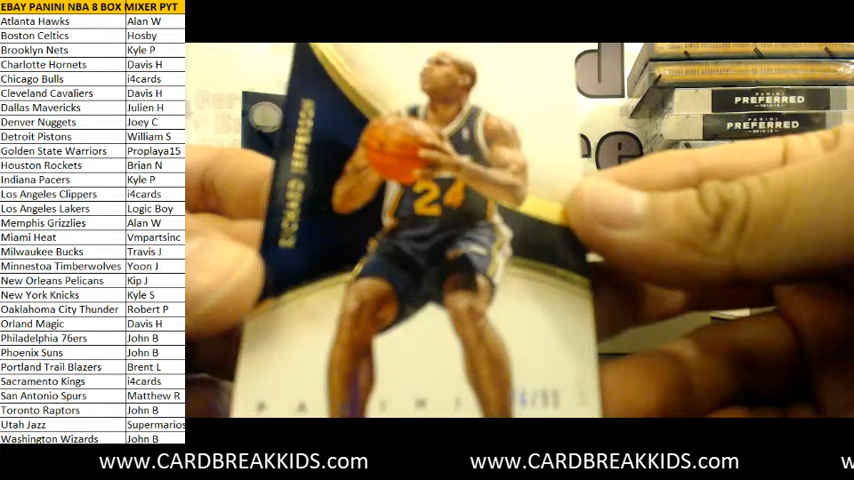 EBAY PANINI NBA 8 BOX MIXER PYT
Atlanta Hawks Alan W
Boston Celtics Hosby
Brooklyn Nets Kyle P
Charlotte Hornets Davis H
Chicago Bulls i4cards
Cleveland Cavaliers Davis H
Dallas Mavericks Julien H
Denver Nuggets Joey C
Detroit Pistons William S
Golden State Warriors Proplaya15
Houston Rockets Brian N
Indiana Pacers Kyle P
Los Angeles Clippers i4cards
Los Angeles Lakers Logic Boy
Memphis Grizzlies Alan W
Miami Heat Vmpartsinc
Milwaukee Bucks Travis J
Minnestoa Timberwolves Yoon J
New Orleans Pelicans Kip J
New York Knicks Kyle S
Oaklahoma City Thunder Robert P
Orland Magic Davis H
Philadelphia 76ers John B
Phoenix Suns John B
Portland Trail Blazers Brent L
Sacramento Kings i4cards
San Antonio Spurs Matthew R
Toronto Raptors John B
Utah Jazz Supermarios
Washington Wizards John B
RICHARD JEFFERSON
24
PANINI
PANINI
PREFERRED
PREFERRED
www.CARDBREAKKIDS.com www.CARDBREAKKIDS.com w